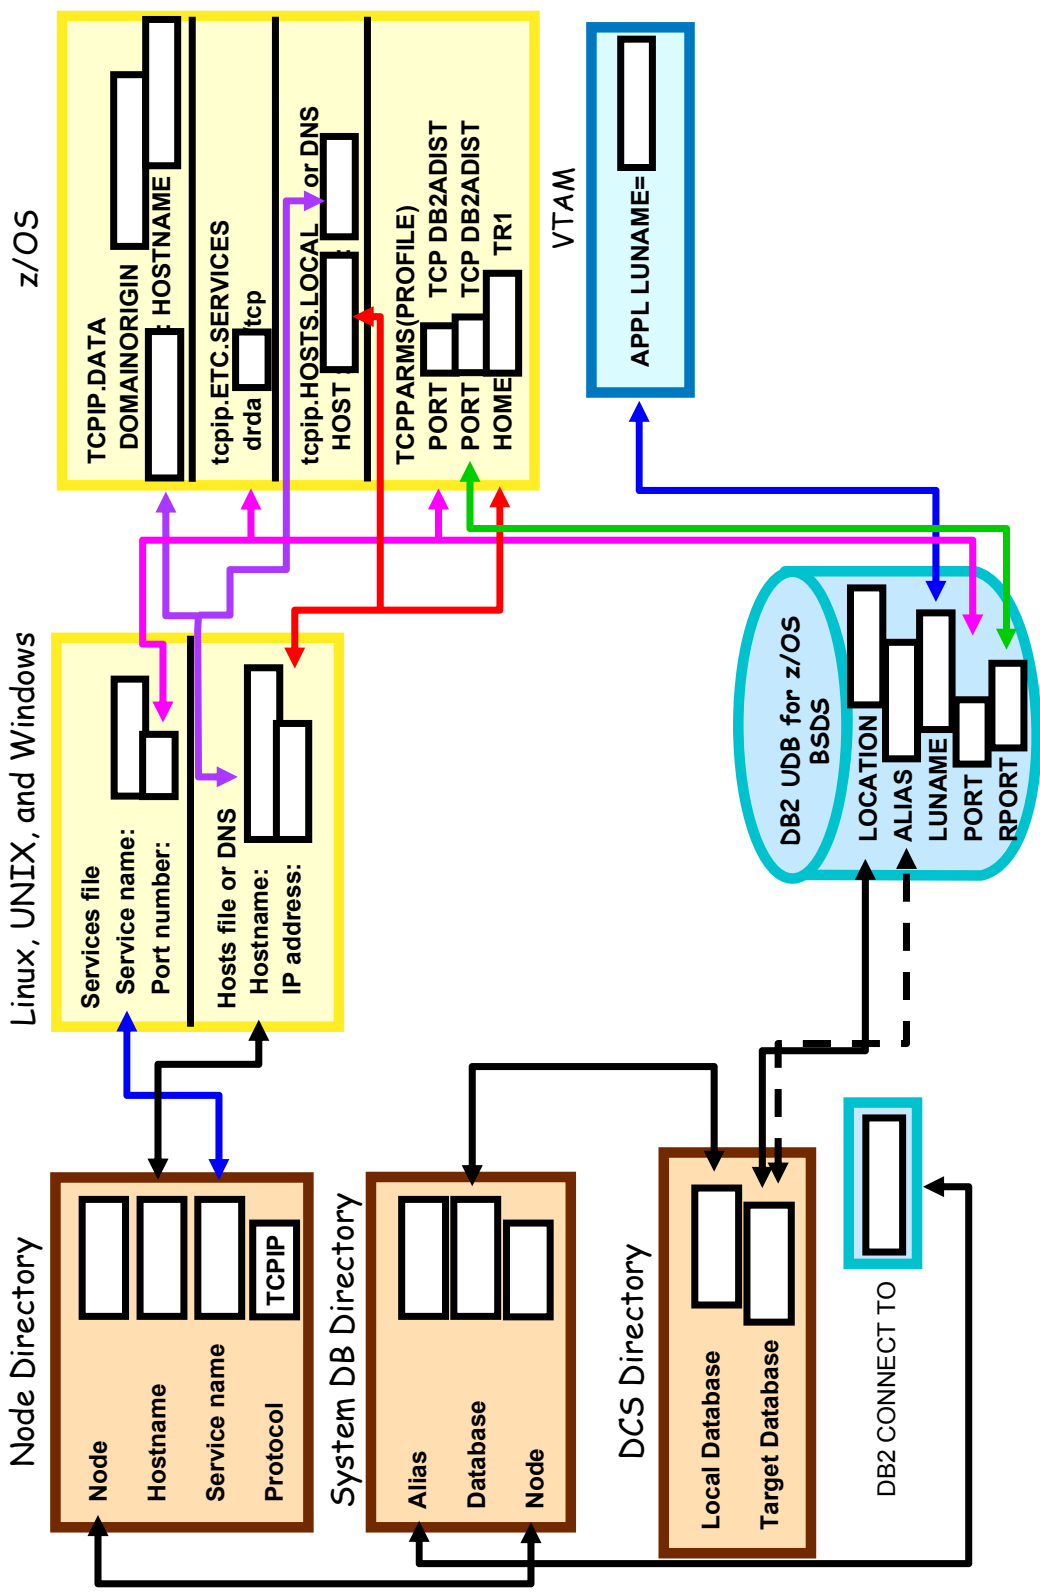 Node Directory
Node
Hostname
Service name
Protocol
TCPIP
System DB Directory
Alias
Database
Node
DCS Directory
Local Database
Target Database
DB2 CONNECT TO
Linux, UNIX, and Windows
Services file
Service name:
Port number:
Hosts file or DNS
Hostname:
IP address:
DB2 UDB for z/OS
BSDS
LOCATION
ALIAS
LUNAME
PORT
RPORT
z/OS
TCPIP.DATA
DOMAINORIGIN
: HOSTNAME
tcpip.ETC.SERVICES
drda /tcp
tcpip.HOSTS.LOCAL or DNS
HOST : :
TCPPARMS(PROFILE)
PORT TCP DB2ADIST
PORT TCP DB2ADIST
HOME TR1
VTAM
APPL LUNAME=